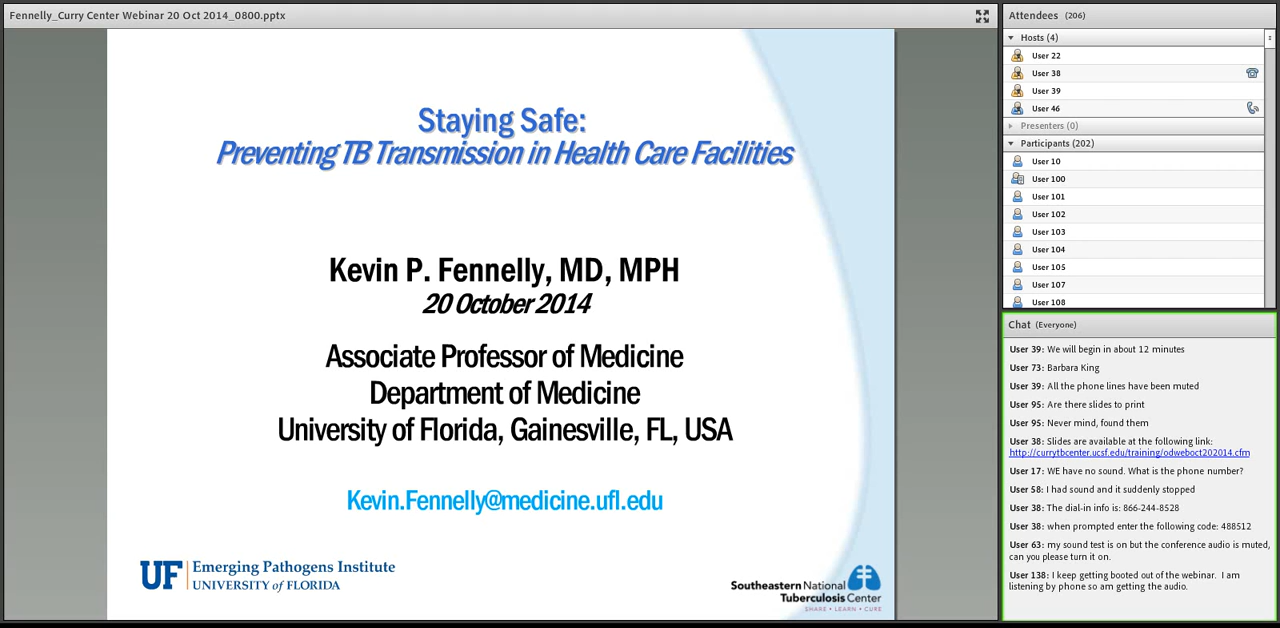 Fennelly_Curry Center Webinar 20 Oct 2014_0800.pptx
Staying Safe:
Preventing TB Transmission in Health Care Facilities
Kevin P. Fennelly, MD, MPH
20 October 2014
Associate Professor of Medicine
Department of Medicine
University of Florida, Gainesville, FL, USA
Kevin.Fennelly@medicine.ufl.edu
UF Emerging Pathogens Institute
UNIVERSITY of FLORIDA
Southeastern National
Tuberculosis Center
SHARE • LEARN • CURE
Attendees (206)
Hosts (4)
User 22
User 38
User 39
User 46
Presenters (0)
Participants (202)
User 10
User 100
User 101
User 102
User 103
User 104
User 105
User 107
User 108
Chat (Everyone)
User 39: We will begin in about 12 minutes
User 73: Barbara King
User 39: All the phone lines have been muted
User 95: Are there slides to print
User 95: Never mind, found them
User 38: Slides are available at the following link:
http://currytbcenter.ucsf.edu/training/odweboct202014.cfm
User 17: WE have no sound. What is the phone number?
User 58: I had sound and it suddenly stopped
User 38: The dial-in info is: 866-244-8528
User 38: when prompted enter the following code: 488512
User 63: my sound test is on but the conference audio is muted,
can you please turn it on.
User 138: I keep getting booted out of the webinar. I am
listening by phone so am getting the audio.